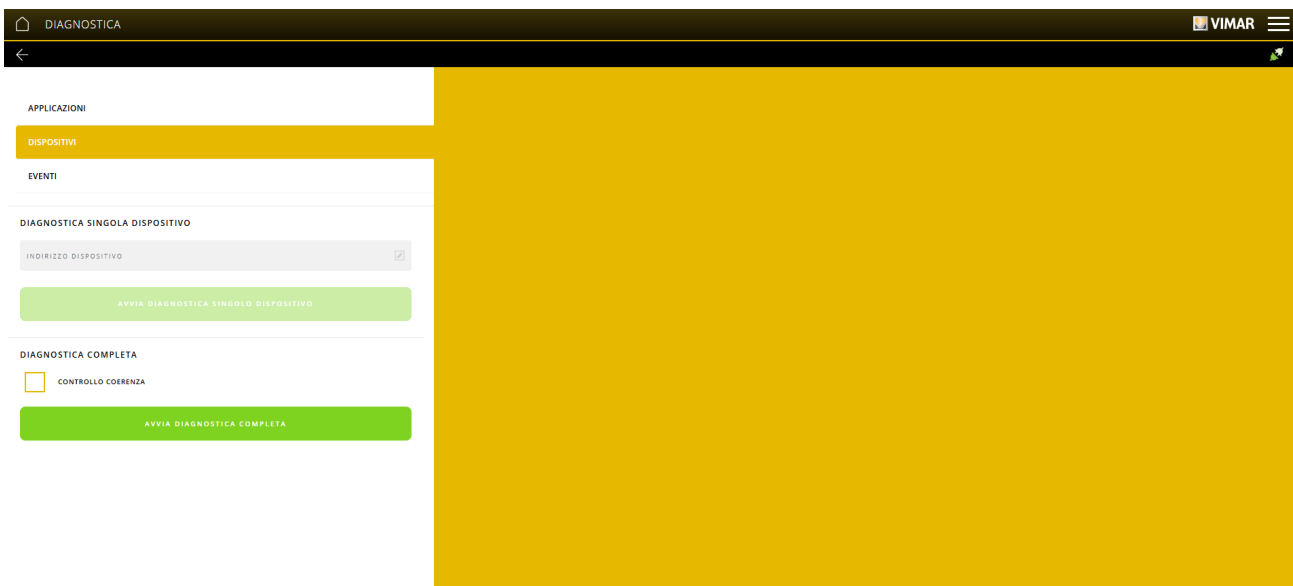 DIAGNOSTICA
VIMAR
APPLICAZIONI
DISPOSITIVI
EVENTI
DIAGNOSTICA SINGOLA DISPOSITIVO
INDIRIZZO DISPOSITIVO
AVVIA DIAGNOSTICA SINGOLO DISPOSITIVO
DIAGNOSTICA COMPLETA
CONTROLLO COERENZA
AVVIA DIAGNOSTICA COMPLETA